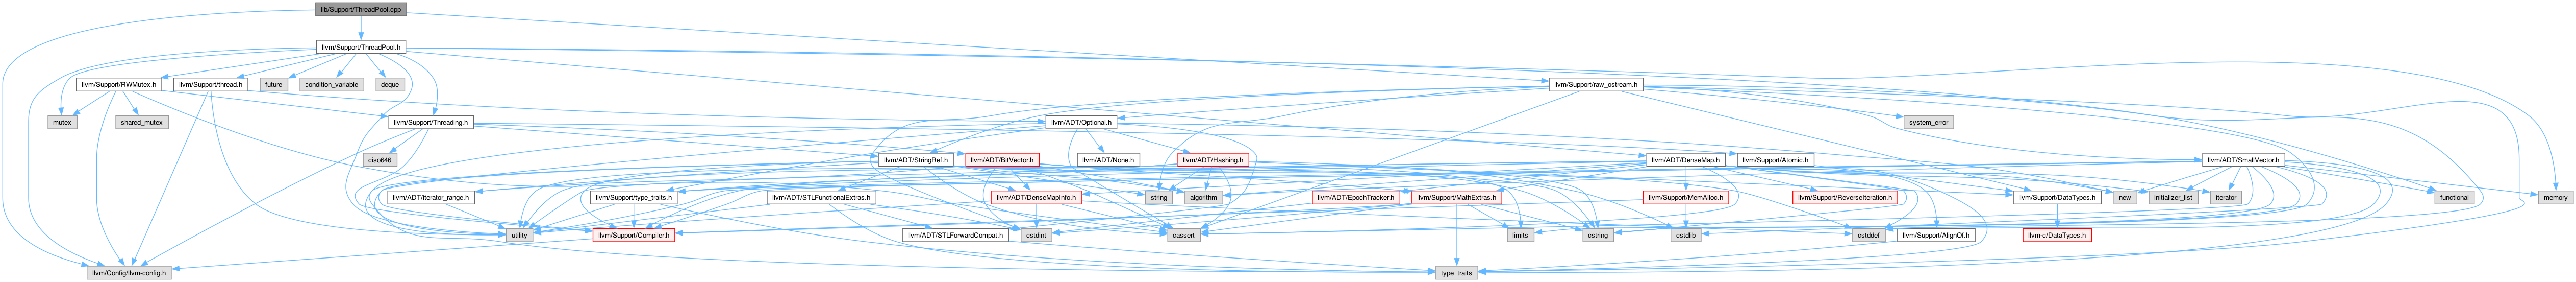 lib/Support/ThreadPool.cpp
llvm/Support/ThreadPool.h
llvm/Support/RWMutex.h
llvm/Support/thread.h
future
condition_variable
deque
llvm/Support/raw_ostream.h
mutex
shared_mutex
llvm/Support/Threading.h
llvm/ADT/Optional.h
system_error
ciso646
llvm/ADT/StringRef.h
llvm/ADT/BitVector.h
llvm/ADT/None.h
llvm/ADT/Hashing.h
llvm/ADT/DenseMap.h
llvm/Support/Atomic.h
llvm/ADT/SmallVector.h
llvm/ADT/iterator_range.h
string
algorithm
llvm/Support/type_traits.h
llvm/ADT/STLFunctionalExtras.h
llvm/ADT/DenseMapInfo.h
llvm/ADT/EpochTracker.h
llvm/Support/MathExtras.h
llvm/Support/MemAlloc.h
llvm/Support/ReverseIteration.h
llvm/Support/DataTypes.h
new
initializer_list
iterator
functional
memory
utility
llvm/Support/Compiler.h
llvm/ADT/STLForwardCompat.h
cstdint
cassert
limits
cstring
cstdlib
cstddef
llvm/Support/AlignOf.h
llvm-c/DataTypes.h
llvm/Config/llvm-config.h
type_traits